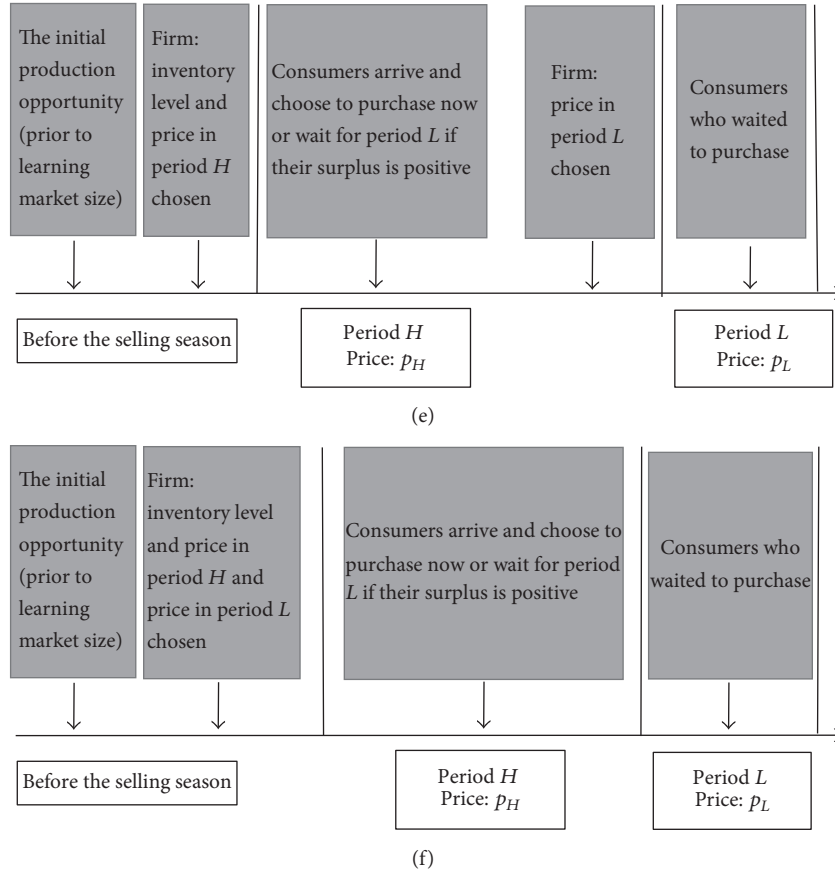 The initial
production
opportunity
(prior to
learning
market size)
Firm:
inventory
level and
price in
period H
chosen
Consumers arrive and
choose to purchase now
or wait for period L if
their surplus is positive
Firm:
price in
period L
chosen
Consumers
who waited
to purchase
Before the selling season
Period H
Price: p_H
Period L
Price: p_L
(e)
The initial
production
opportunity
(prior to
learning
market size)
Firm:
inventory level
and price in
period H and
price in period L
chosen
Consumers arrive and choose to
purchase now or wait for period
L if their surplus is positive
Consumers who
waited to purchase
Before the selling season
Period H
Price: p_H
Period L
Price: p_L
(f)